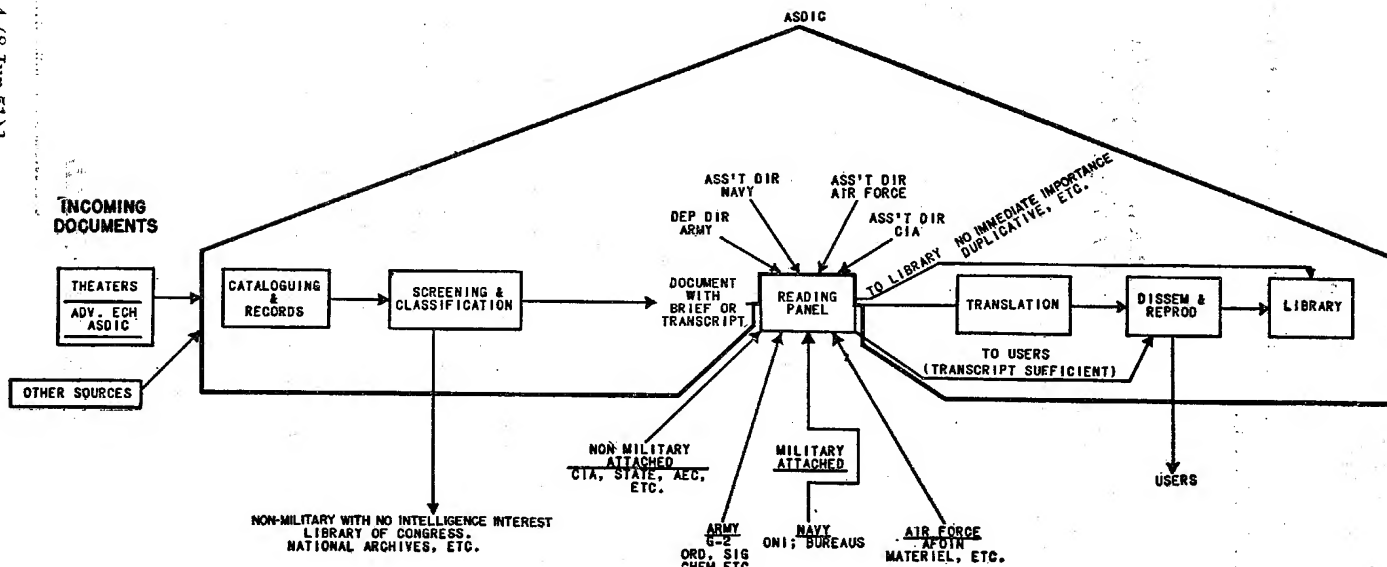 ASDIC
INCOMING
DOCUMENTS
THEATERS
ADV. ECH
ASDIC
OTHER SOURCES
CATALOGUING
&
RECORDS
SCREENING &
CLASSIFICATION
NON-MILITARY WITH NO INTELLIGENCE INTEREST
LIBRARY OF CONGRESS.
NATIONAL ARCHIVES, ETC.
DEP DIR
ARMY
ASS'T DIR
NAVY
ASS'T DIR
AIR FORCE
ASS'T DIR
CIA
DOCUMENT
WITH
BRIEF OR
TRANSCRIPT
READING
PANEL
NON MILITARY
ATTACHED
CIA, STATE, AEC,
ETC.
MILITARY
ATTACHED
ARMY
G-2
ORD, SIG
CHEM ETC
NAVY
ONI; BUREAUS
AIR FORCE
AFOIN
MATERIEL, ETC.
TO LIBRARY NO IMMEDIATE IMPORTANCE
DUPLICATIVE, ETC.
TRANSLATION
TO USERS
(TRANSCRIPT SUFFICIENT)
DISSEM &
REPROD
LIBRARY
USERS